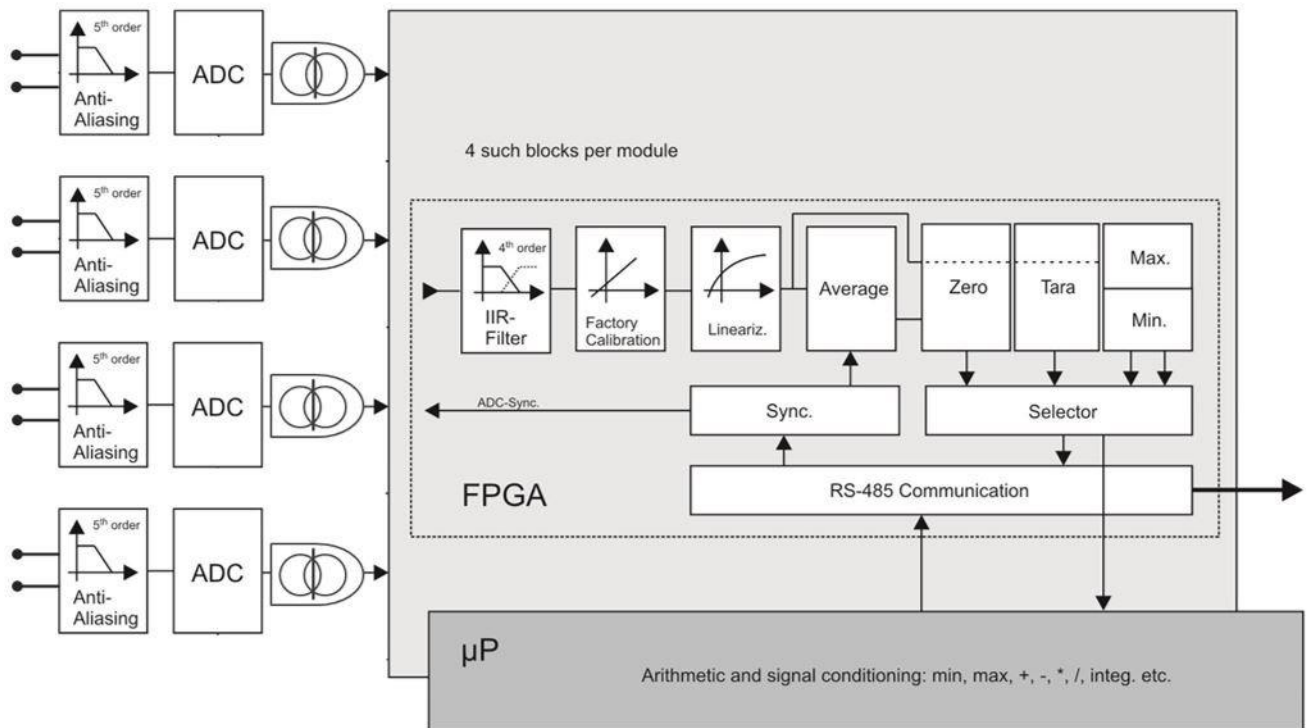 5th order
Anti-
Aliasing
ADC
5th order
Anti-
Aliasing
ADC
5th order
Anti-
Aliasing
ADC
5th order
Anti-
Aliasing
ADC
4 such blocks per module
4th order
IIR-
Filter
Factory
Calibration
Lineariz.
Average
Zero
Tara
Max.
Min.
ADC-Sync.
Sync.
Selector
FPGA
RS-485 Communication
µP
Arithmetic and signal conditioning: min, max, +, -, *, /, integ. etc.